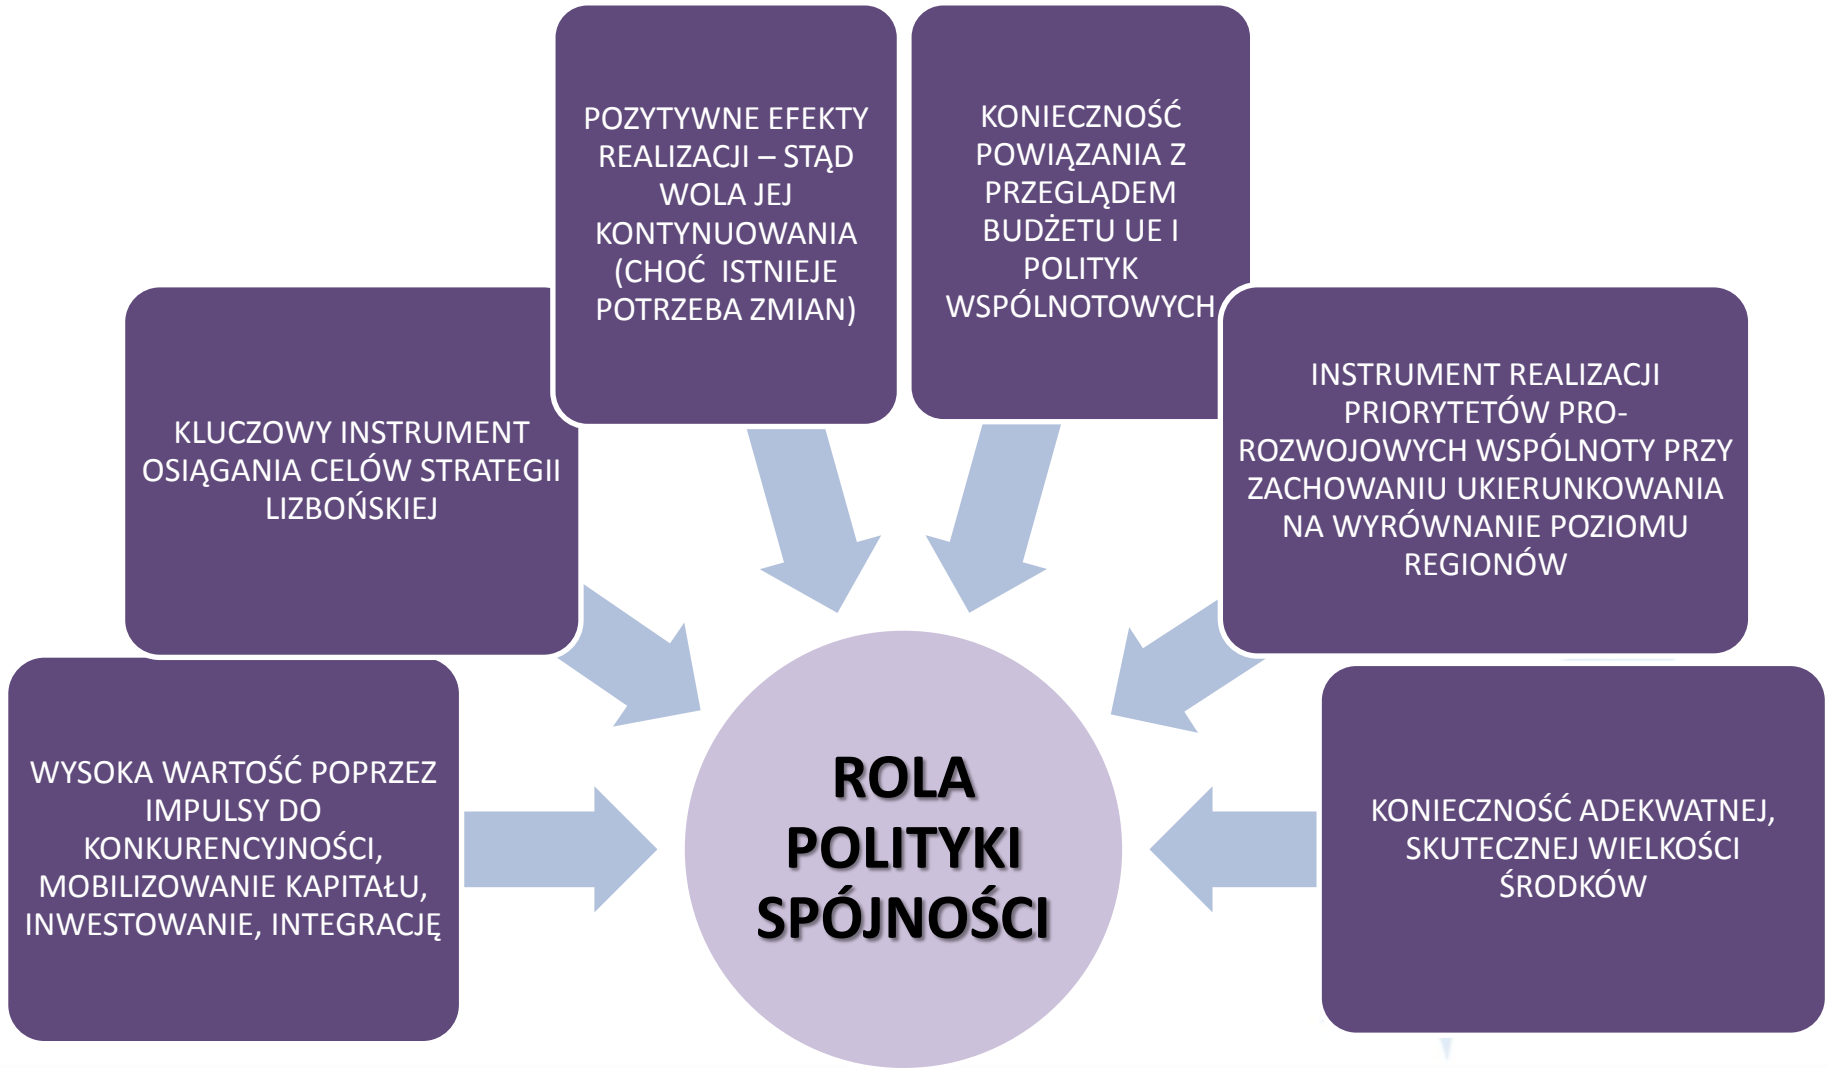 POZYTYWNE EFEKTY
REALIZACJI – STĄD
WOLA JEJ
KONTYNUOWANIA
(CHOĆ ISTNIEJE
POTRZEBA ZMIAN)
KONIECZNOŚĆ
POWIĄZANIA Z
PRZEGLĄDEM
BUDŻETU UE I
POLITYK
WSPÓLNOTOWYCH
KLUCZOWY INSTRUMENT
OSIĄGANIA CELÓW STRATEGII
LIZBOŃSKIEJ
INSTRUMENT REALIZACJI
PRIORYTETÓW PRO-
ROZWOJOWYCH WSPÓLNOTY PRZY
ZACHOWANIU UKIERUNKOWANIA
NA WYRÓWNANIE POZIOMU
REGIONÓW
WYSOKA WARTOŚĆ POPRZEZ
IMPULSY DO
KONKURENCYJNOŚCI,
MOBILIZOWANIE KAPITAŁU,
INWESTOWANIE, INTEGRACJĘ
ROLA
POLITYKI
SPÓJNOŚCI
KONIECZNOŚĆ ADEKWATNEJ,
SKUTECZNEJ WIELKOŚCI
ŚRODKÓW